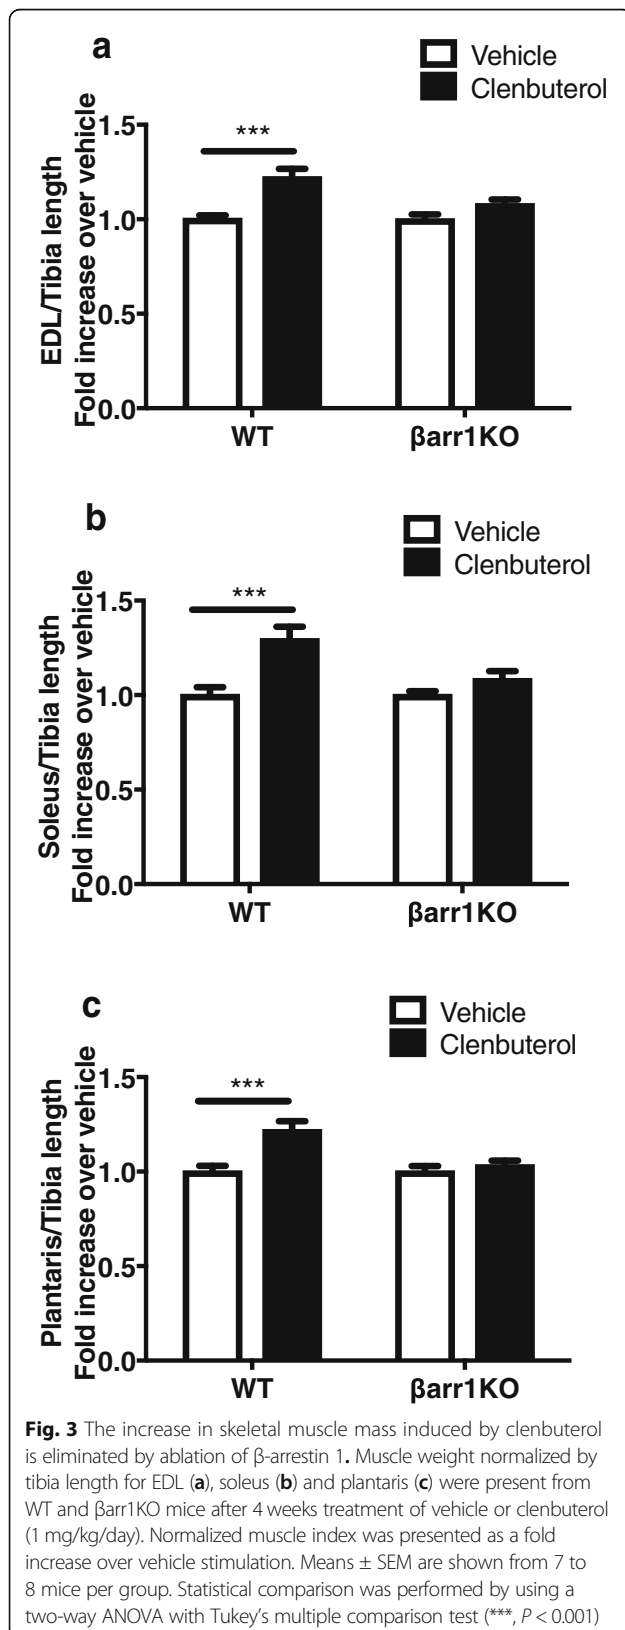 a
Vehicle
Clenbuterol
EDL/Tibia length
Fold increase over vehicle
1.5
1.0
0.5
0.0
***
WT
βarr1KO
b
Vehicle
Clenbuterol
Soleus/Tibia length
Fold increase over vehicle
1.5
1.0
0.5
0.0
***
WT
βarr1KO
c
Vehicle
Clenbuterol
Plantaris/Tibia length
Fold increase over vehicle
1.5
1.0
0.5
0.0
***
WT
βarr1KO
Fig. 3 The increase in skeletal muscle mass induced by clenbuterol
is eliminated by ablation of β-arrestin 1. Muscle weight normalized by
tibia length for EDL (a), soleus (b) and plantaris (c) were present from
WT and βarr1KO mice after 4 weeks treatment of vehicle or clenbuterol
(1 mg/kg/day). Normalized muscle index was presented as a fold
increase over vehicle stimulation. Means ± SEM are shown from 7 to
8 mice per group. Statistical comparison was performed by using a
two-way ANOVA with Tukey's multiple comparison test (***, P < 0.001)